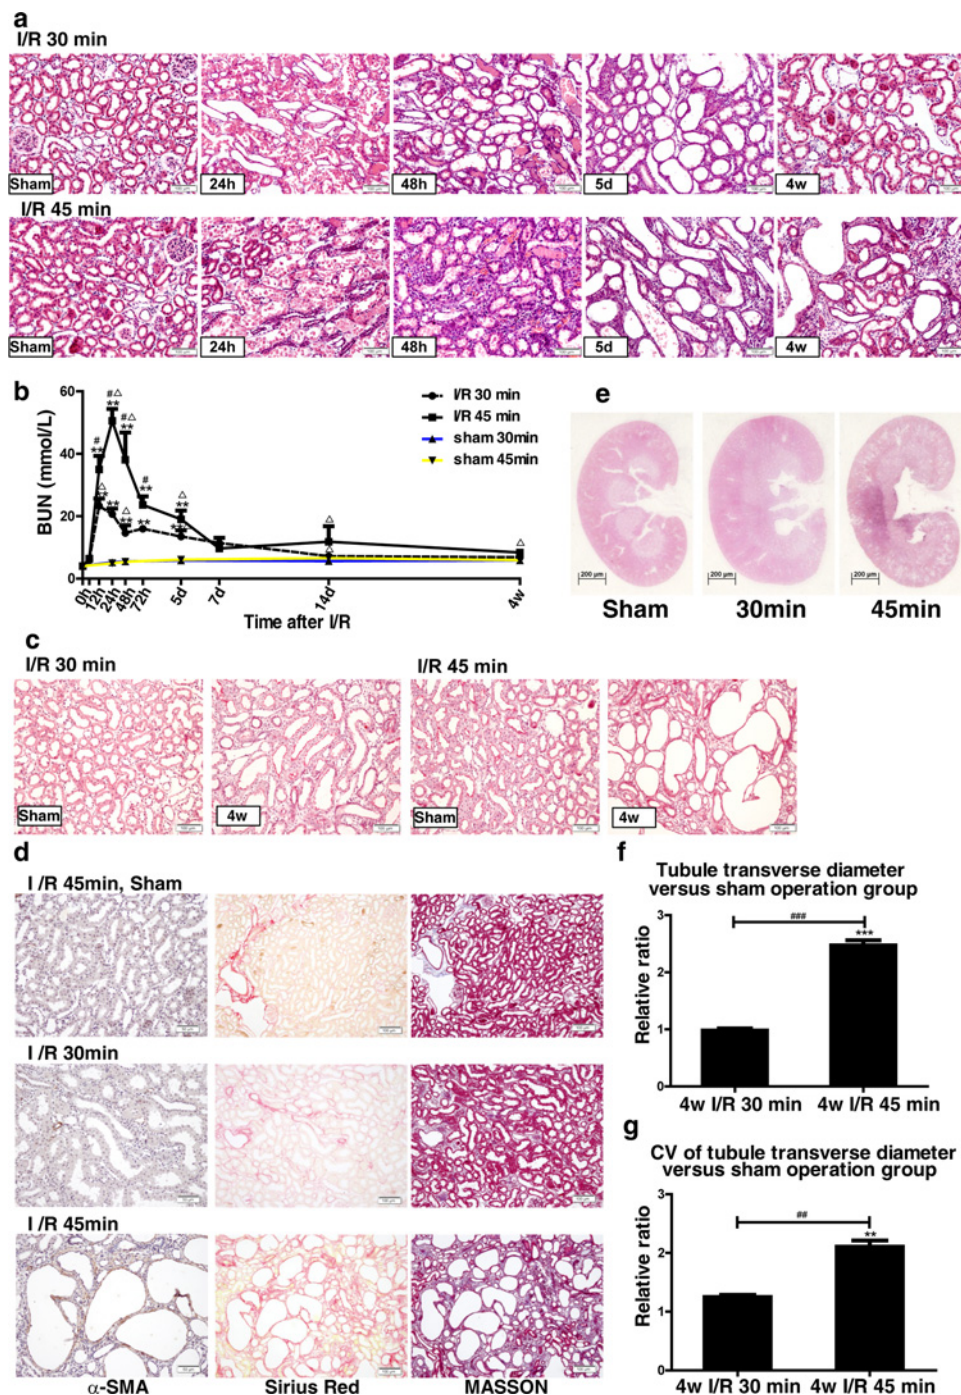 a
I/R 30 min
Sham
24h
48h
5d
4w
I/R 45 min
Sham
24h
48h
5d
4w
b
BUN (mmol/L)
60
40
20
0
# △
**
# △
**
#
**
△
**
**
#
**
△
**
△
**
**
△
△
△
I/R 30 min
I/R 45 min
sham 30min
sham 45min
0h
12h
24h
48h
72h
5d
7d
14d
4w
Time after I/R
e
200 μm
200 μm
200 μm
Sham
30min
45min
c
I/R 30 min
I/R 45 min
Sham
4w
Sham
4w
d
I /R 45min, Sham
I /R 30min
I /R 45min
α-SMA
Sirius Red
MASSON
f
Tubule transverse diameter
versus sham operation group
Relative ratio
3
2
1
0
###
***
4w I/R 30 min
4w I/R 45 min
g
CV of tubule transverse diameter
versus sham operation group
Relative ratio
3
2
1
0
##
**
4w I/R 30 min
4w I/R 45 min